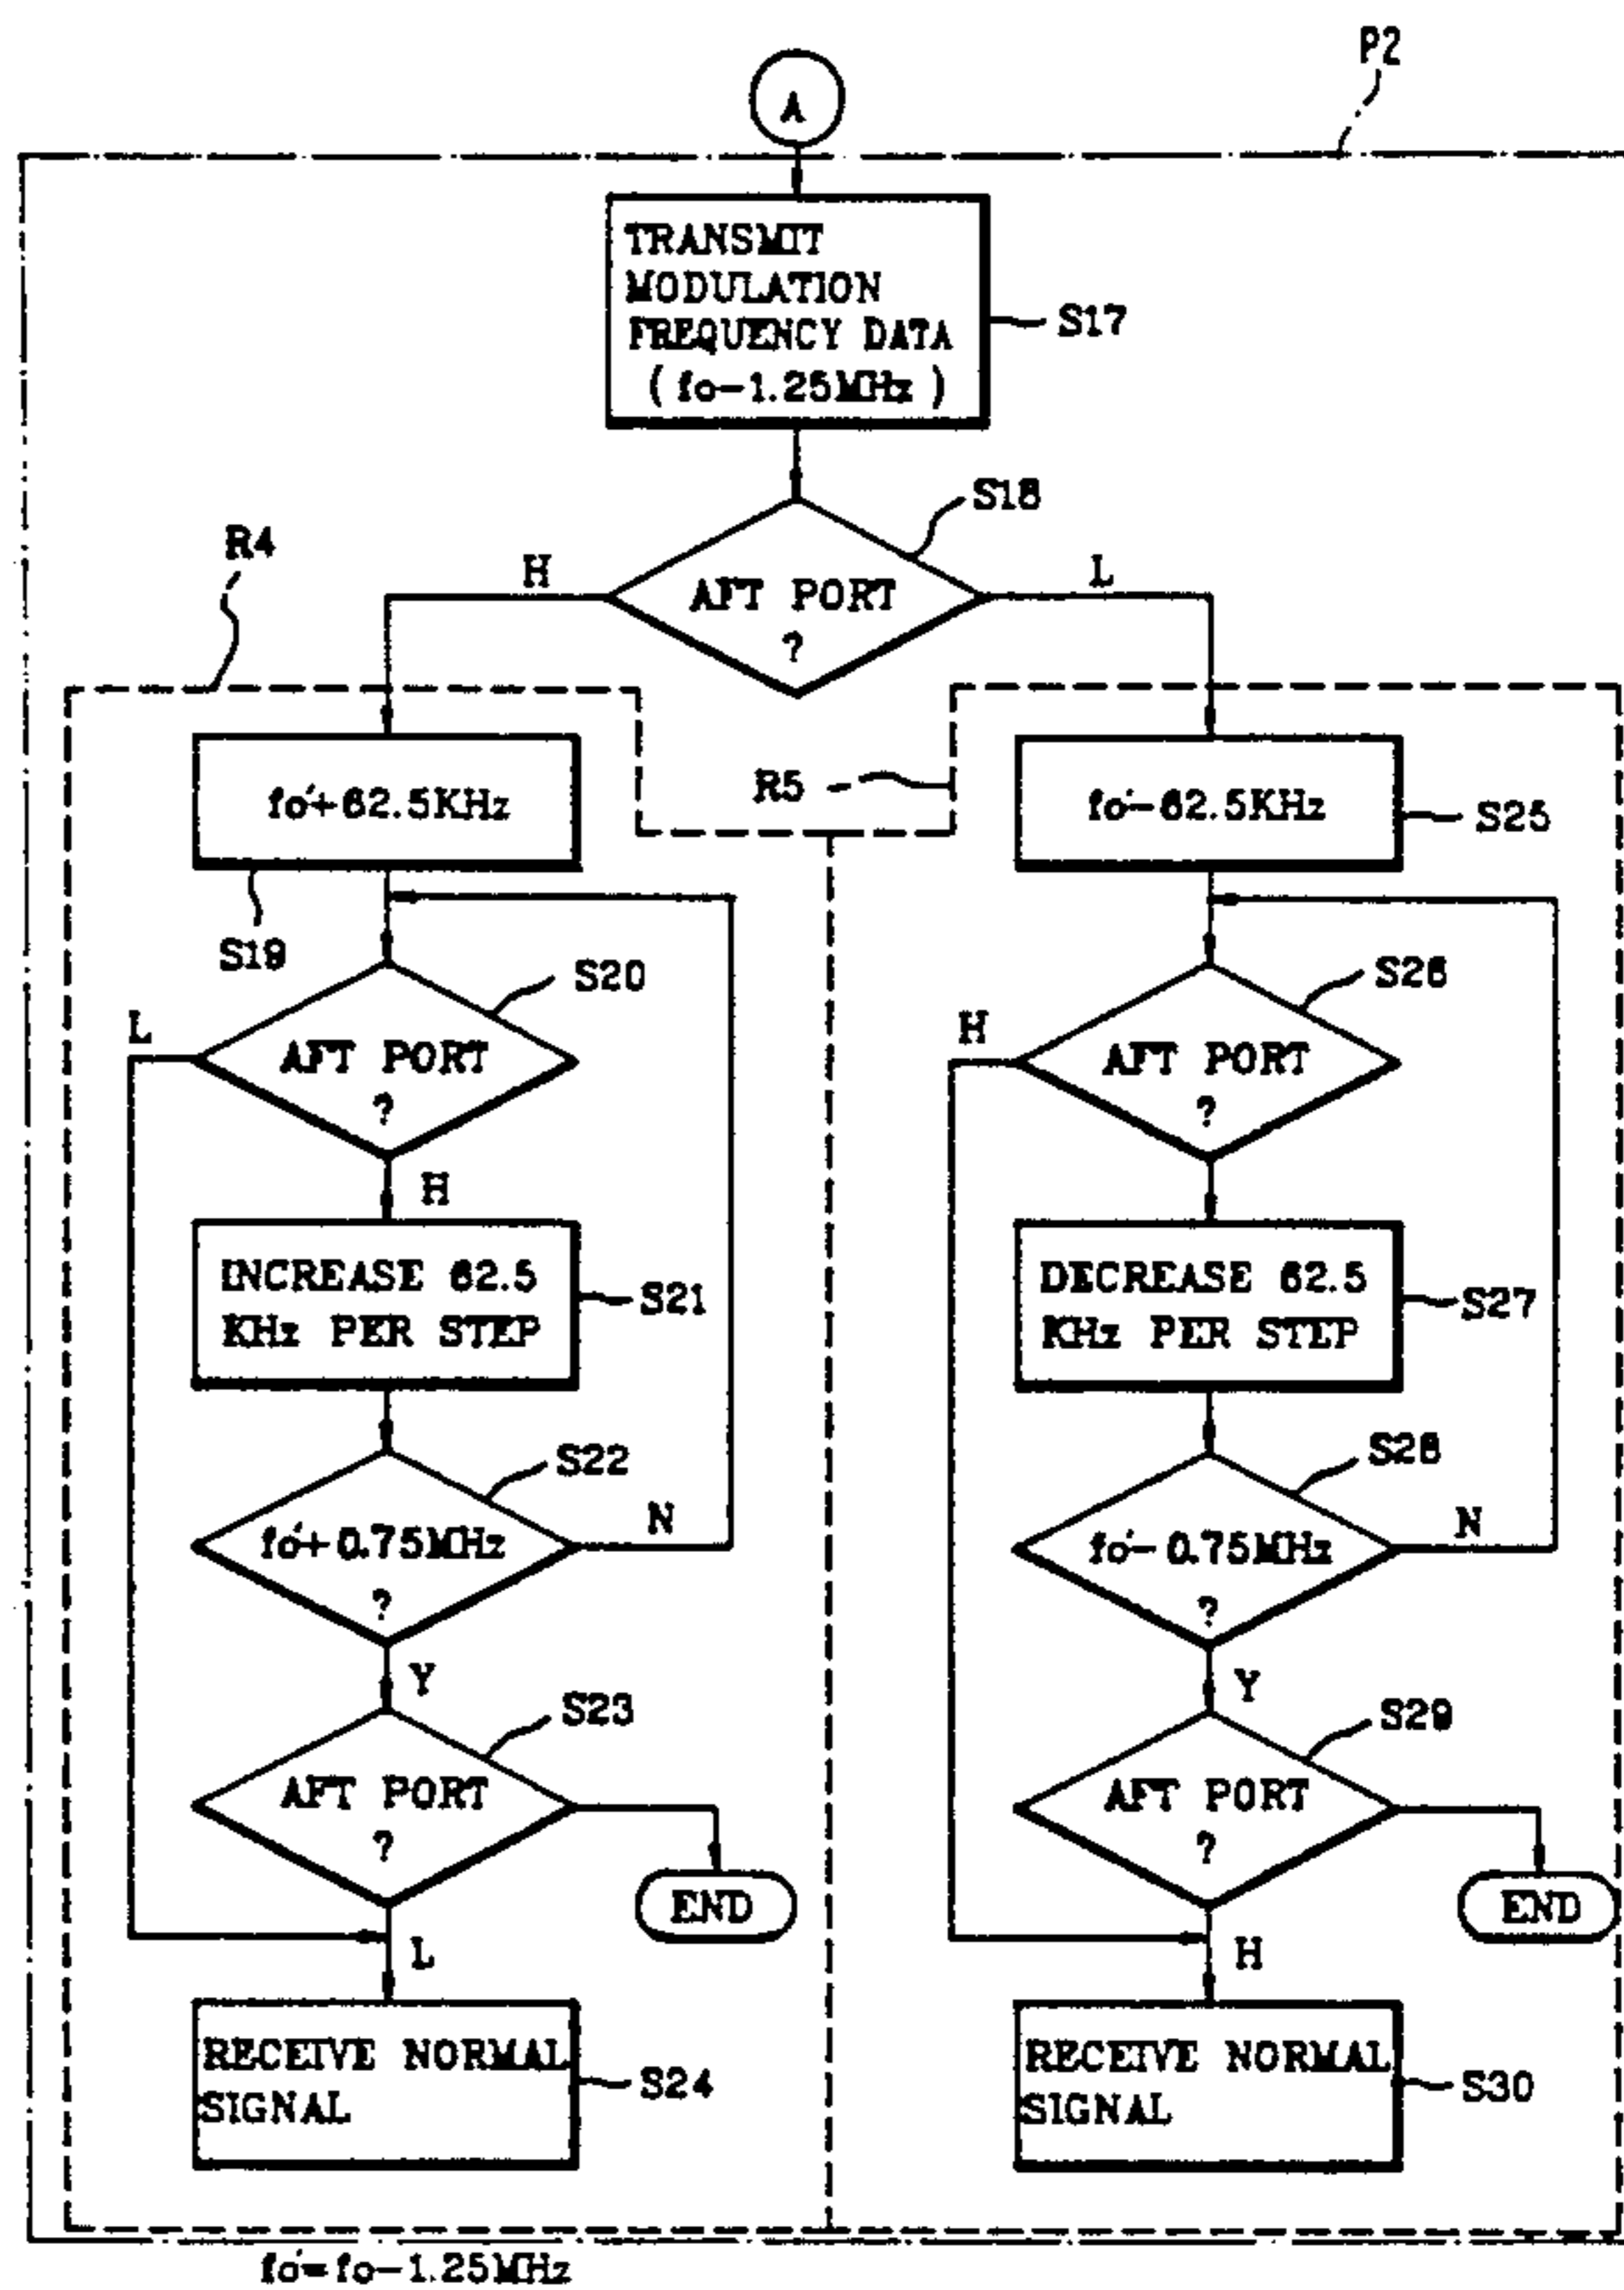 P2
A
TRANSMIT
MODULATION
FREQUENCY DATA
(fo-1.25MHz)
S17
S18
R4
H
AFT PORT
?
L
fo'+62.5KHz
S19
R5
fo'-62.5KHz
S25
S20
L
AFT PORT
?
H
S26
H
AFT PORT
?
INCREASE 62.5
KHz PER STEP
S21
DECREASE 62.5
KHz PER STEP
S27
S22
fo'+0.75MHz
?
N
Y
S28
fo'-0.75MHz
?
N
Y
S23
AFT PORT
?
END
L
S29
AFT PORT
?
END
H
RECEIVE NORMAL
SIGNAL
S24
RECEIVE NORMAL
SIGNAL
S30
fo'=fo-1.25MHz